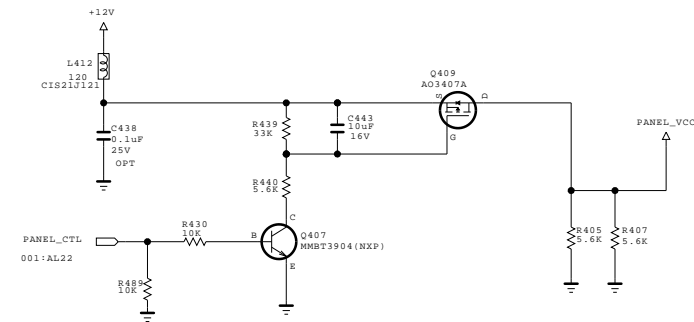 +12V
L412
120
CIS21J121
C438
0.1uF
25V
OPT
R439
33K
C443
10uF
16V
Q409
AO3407A
S
D
G
PANEL_VCC
R440
5.6K
R430
10K
B
C
E
Q407
MMBT3904(NXP)
PANEL_CTL
001:AL22
R489
10K
R405
5.6K
R407
5.6K